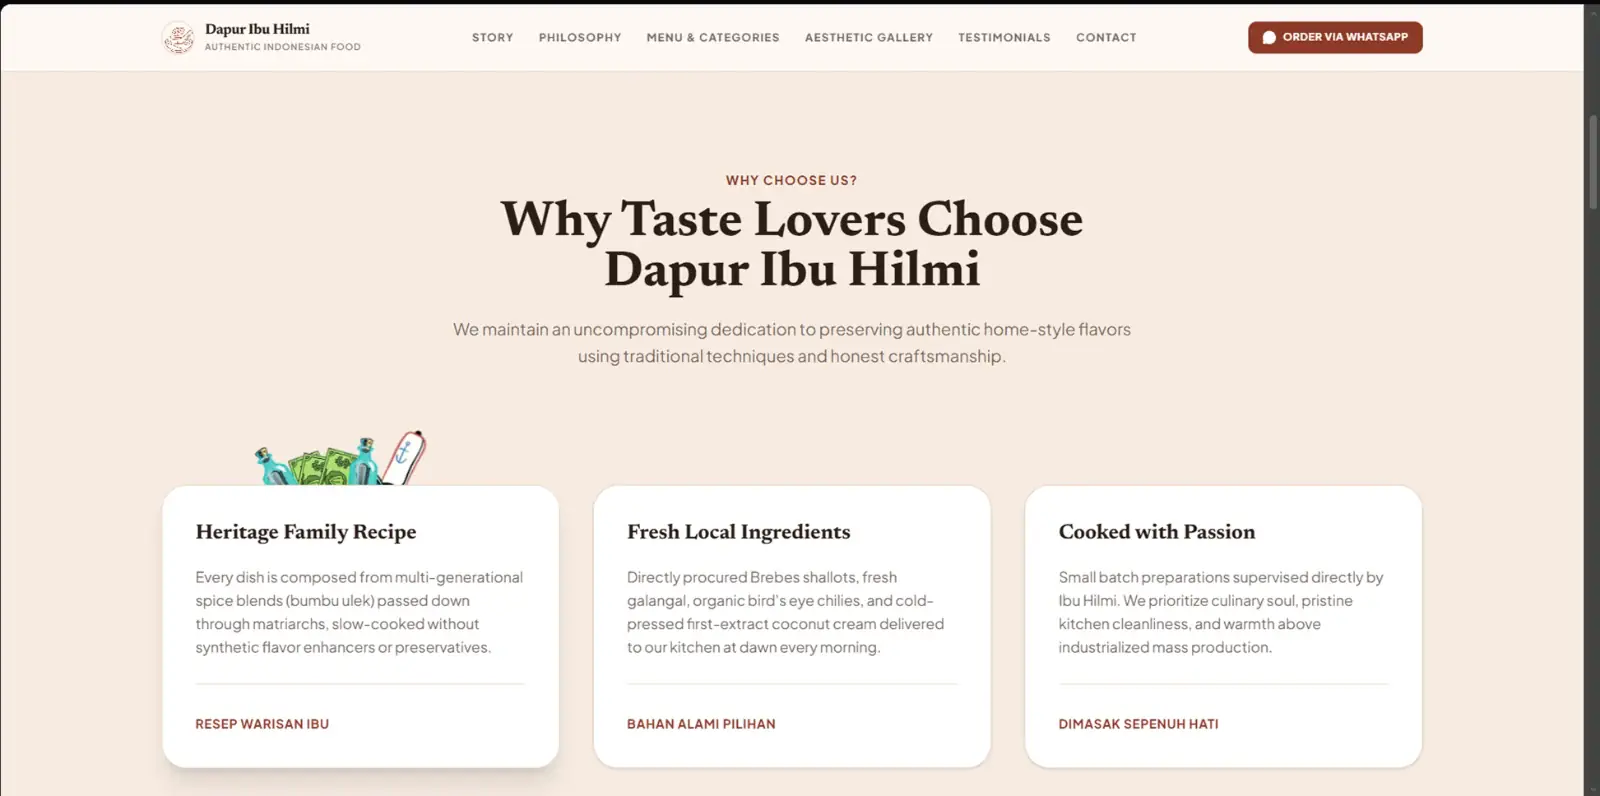 Dapur Ibu Hilmi
AUTHENTIC INDONESIAN FOOD
STORY
PHILOSOPHY
MENU & CATEGORIES
AESTHETIC GALLERY
TESTIMONIALS
CONTACT
ORDER VIA WHATSAPP
WHY CHOOSE US?
Why Taste Lovers Choose
Dapur Ibu Hilmi
We maintain an uncompromising dedication to preserving authentic home-style flavors
using traditional techniques and honest craftsmanship.
Heritage Family Recipe
Every dish is composed from multi-generational
spice blends (bumbu ulek) passed down
through matriarchs, slow-cooked without
synthetic flavor enhancers or preservatives.
RESEP WARISAN IBU
Fresh Local Ingredients
Directly procured Brebes shallots, fresh
galangal, organic bird's eye chilies, and cold-
pressed first-extract coconut cream delivered
to our kitchen at dawn every morning.
BAHAN ALAMI PILIHAN
Cooked with Passion
Small batch preparations supervised directly by
Ibu Hilmi. We prioritize culinary soul, pristine
kitchen cleanliness, and warmth above
industrialized mass production.
DIMASAK SEPENUH HATI